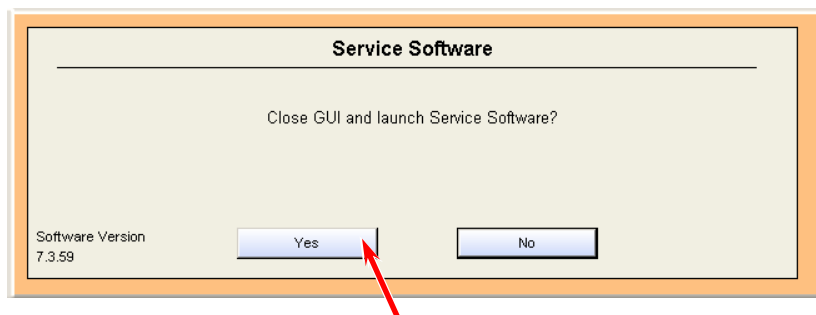 Service Software
Close GUI and launch Service Software?
Software Version
7.3.59
Yes
No